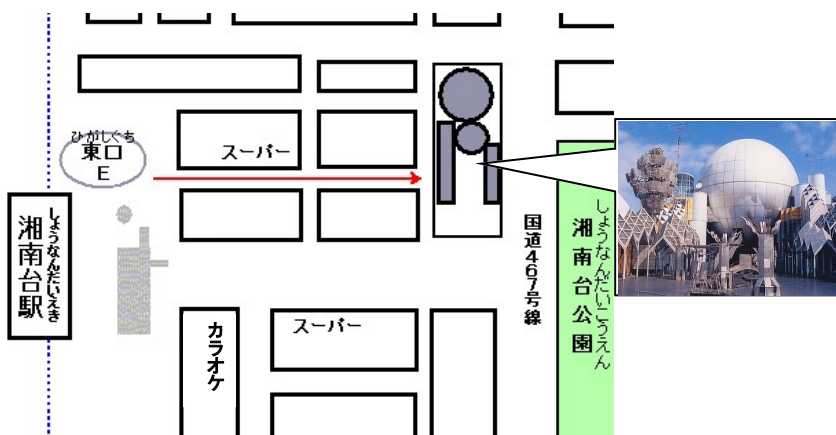 ひがしぐち
東口
E
スーパー
しょうなんだいえき
湘南台駅
カラオケ
スーパー
国道467号線
湘南台公園
しょうなんだいこうえん